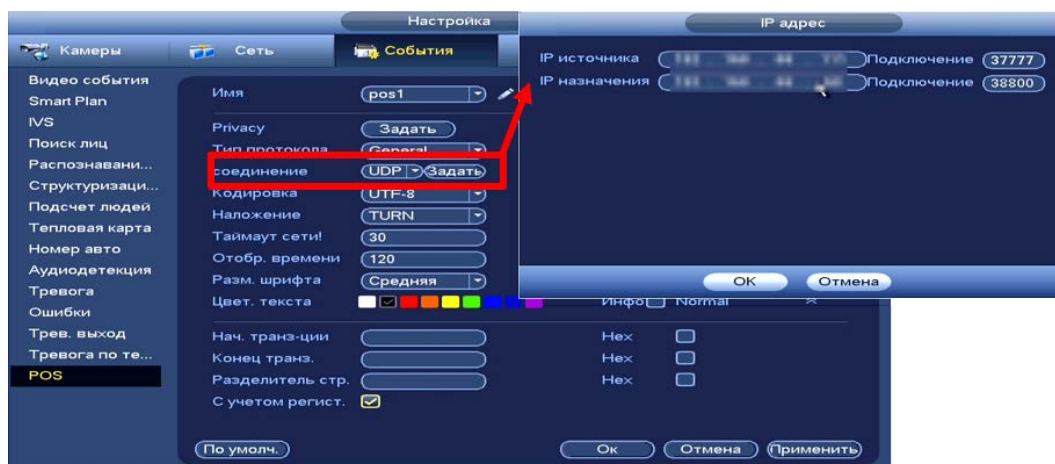 Настройка
Камеры Сеть События
Видео события
Smart Plan
IVS
Поиск лиц
Распознавани...
Структуризаци...
Подсчет людей
Тепловая карта
Номер авто
Аудиодетекция
Тревога
Ошибки
Трев. выход
Тревога по те...
POS
Имя pos1
Privacy Задать
Тип протокола General
соединение UDP Задать
Кодировка UTF-8
Наложение TURN
Таймаут сети! 30
Отобр. времени 120
Разм. шрифта Средняя
Цвет. текста Инфо Normal
Нач. транз-ции Hex
Конец транз. Hex
Разделитель стр. Hex
С учетом регист.
По умолч. Ок Отмена Применить
IP адрес
IP источника Подключение 37777
IP назначения Подключение 38800
OK Отмена